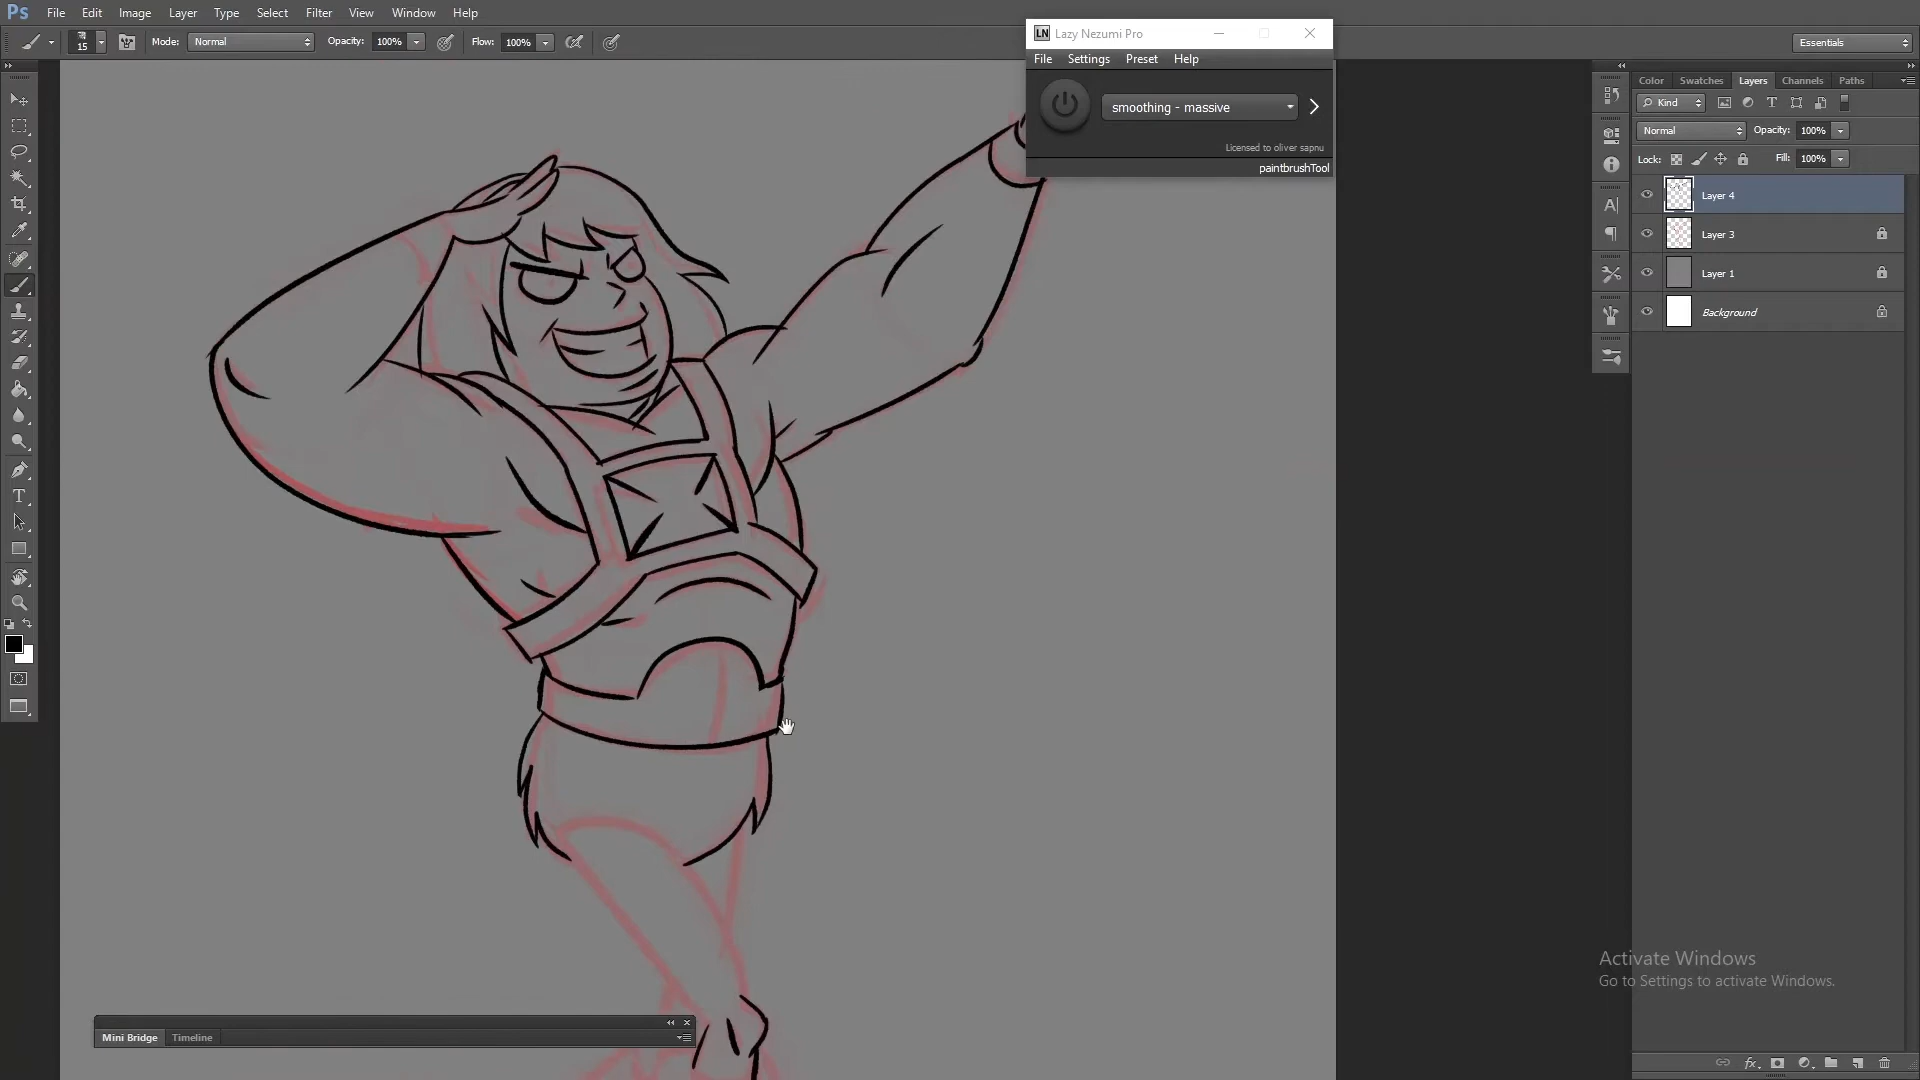 Ps File Edit Image Layer Type Select Filter View Window Help
15 Mode: Normal Opacity: 100% Flow: 100% Essentials
LN Lazy Nezumi Pro
File Settings Preset Help
smoothing - massive
Licensed to oliver sapnu
paintbrushTool
Color Swatches Layers Channels Paths
Kind
Normal Opacity: 100%
Lock: Fill: 100%
Layer 4
Layer 3
Layer 1
Background
Activate Windows
Go to Settings to activate Windows.
Mini Bridge Timeline